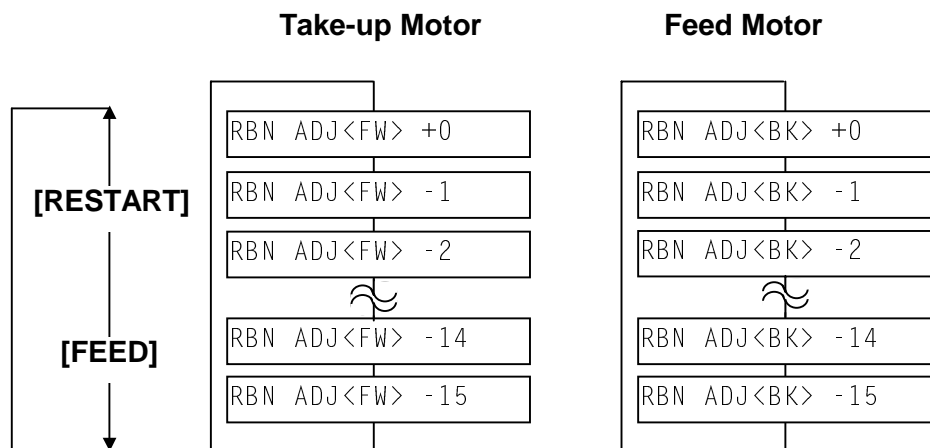 Take-up Motor
Feed Motor
[RESTART]
[FEED]
RBN ADJ<FW> +0
RBN ADJ<FW> -1
RBN ADJ<FW> -2
RBN ADJ<FW> -14
RBN ADJ<FW> -15
RBN ADJ<BK> +0
RBN ADJ<BK> -1
RBN ADJ<BK> -2
RBN ADJ<BK> -14
RBN ADJ<BK> -15